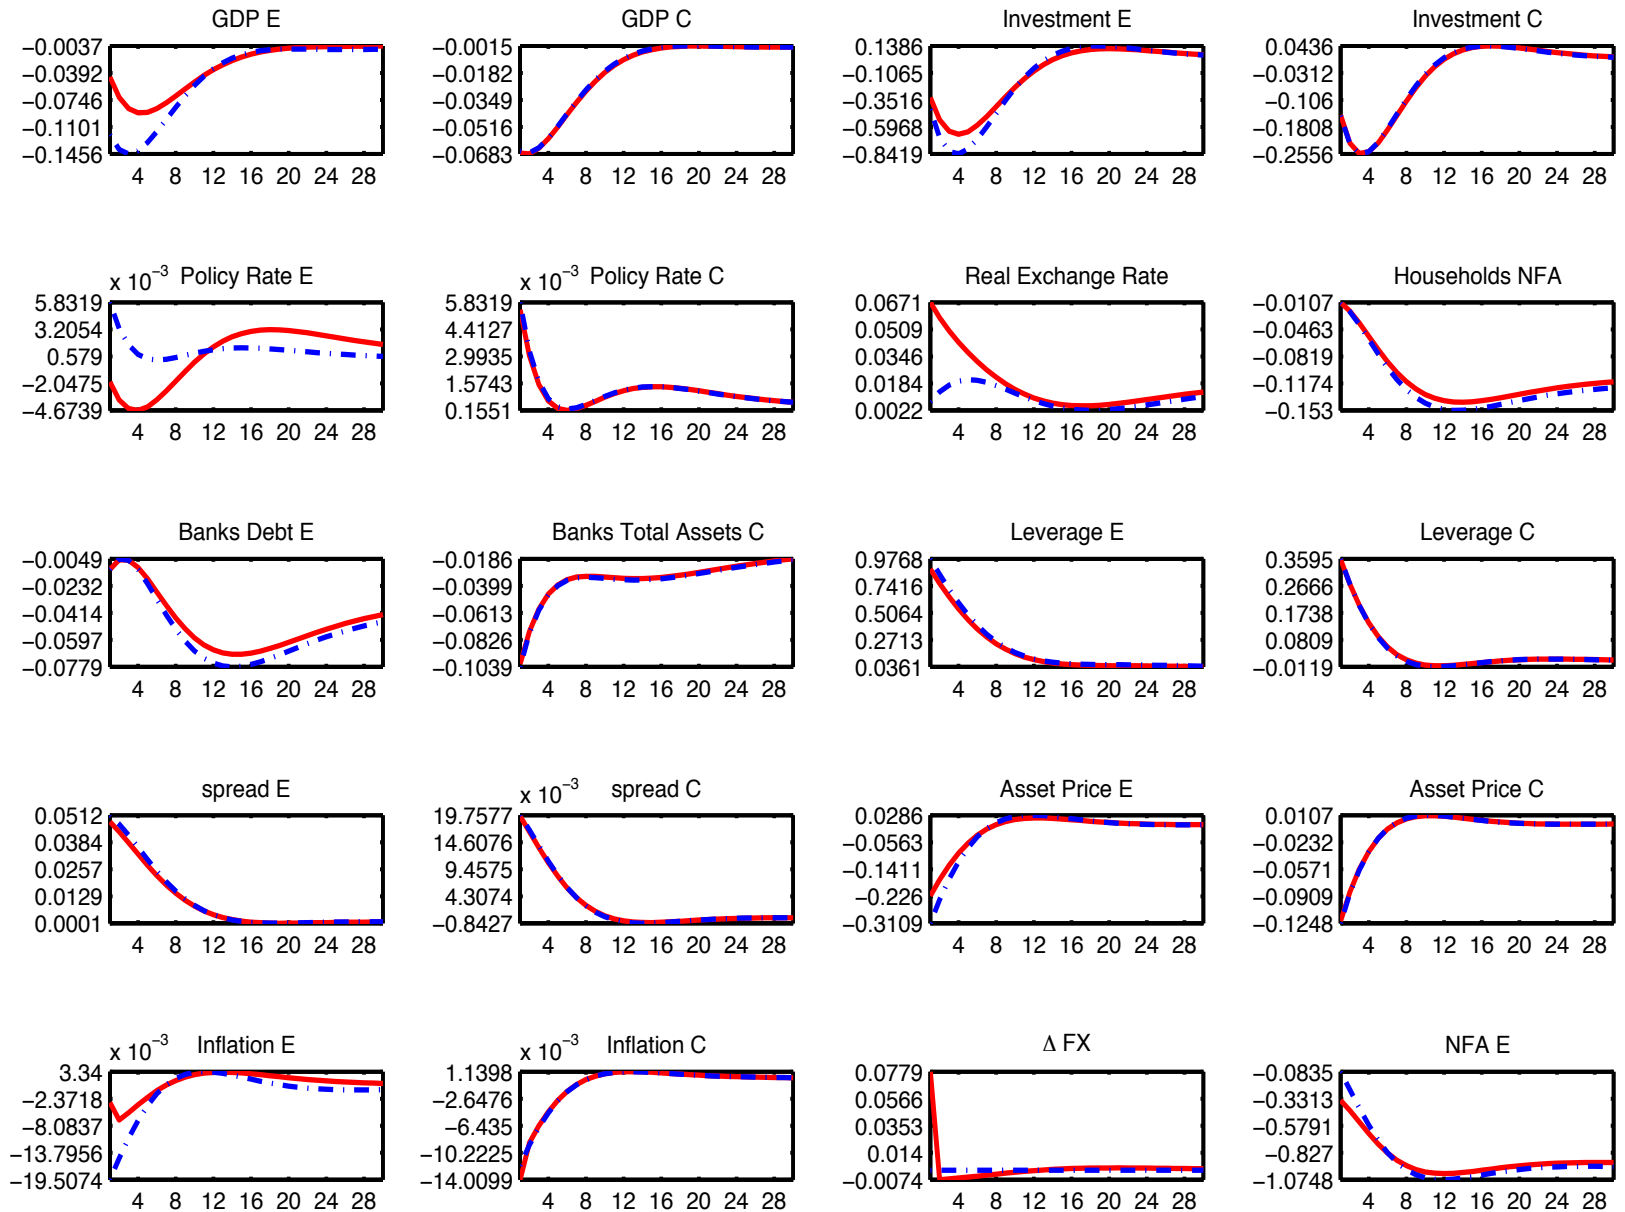 GDP E
GDP C
Investment E
Investment C
−0.0037
−0.0392
−0.0746
−0.1101
−0.1456
4 8 12 16 20 24 28
−0.0015
−0.0182
−0.0349
−0.0516
−0.0683
4 8 12 16 20 24 28
0.1386
−0.1065
−0.3516
−0.5968
−0.8419
4 8 12 16 20 24 28
0.0436
−0.0312
−0.106
−0.1808
−0.2556
4 8 12 16 20 24 28
x 10−3 Policy Rate E
x 10−3 Policy Rate C
Real Exchange Rate
Households NFA
5.8319
3.2054
0.579
−2.0475
−4.6739
4 8 12 16 20 24 28
5.8319
4.4127
2.9935
1.5743
0.1551
4 8 12 16 20 24 28
0.0671
0.0509
0.0346
0.0184
0.0022
4 8 12 16 20 24 28
−0.0107
−0.0463
−0.0819
−0.1174
−0.153
4 8 12 16 20 24 28
Banks Debt E
Banks Total Assets C
Leverage E
Leverage C
−0.0049
−0.0232
−0.0414
−0.0597
−0.0779
4 8 12 16 20 24 28
−0.0186
−0.0399
−0.0613
−0.0826
−0.1039
4 8 12 16 20 24 28
0.9768
0.7416
0.5064
0.2713
0.0361
4 8 12 16 20 24 28
0.3595
0.2666
0.1738
0.0809
−0.0119
4 8 12 16 20 24 28
spread E
x 10−3 spread C
Asset Price E
Asset Price C
0.0512
0.0384
0.0257
0.0129
0.0001
4 8 12 16 20 24 28
19.7577
14.6076
9.4575
4.3074
−0.8427
4 8 12 16 20 24 28
0.0286
−0.0563
−0.1411
−0.226
−0.3109
4 8 12 16 20 24 28
0.0107
−0.0232
−0.0571
−0.0909
−0.1248
4 8 12 16 20 24 28
x 10−3 Inflation E
x 10−3 Inflation C
Δ FX
NFA E
3.34
−2.3718
−8.0837
−13.7956
−19.5074
4 8 12 16 20 24 28
1.1398
−2.6476
−6.435
−10.2225
−14.0099
4 8 12 16 20 24 28
0.0779
0.0566
0.0353
0.014
−0.0074
4 8 12 16 20 24 28
−0.0835
−0.3313
−0.5791
−0.827
−1.0748
4 8 12 16 20 24 28